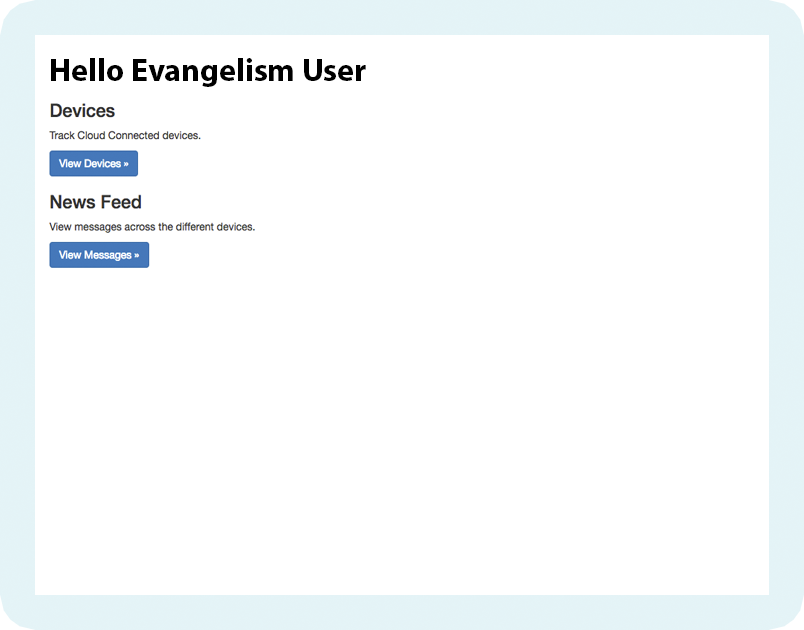 Hello Evangelism User
Devices
Track Cloud Connected devices.
View Devices »
News Feed
View messages across the different devices.
View Messages »